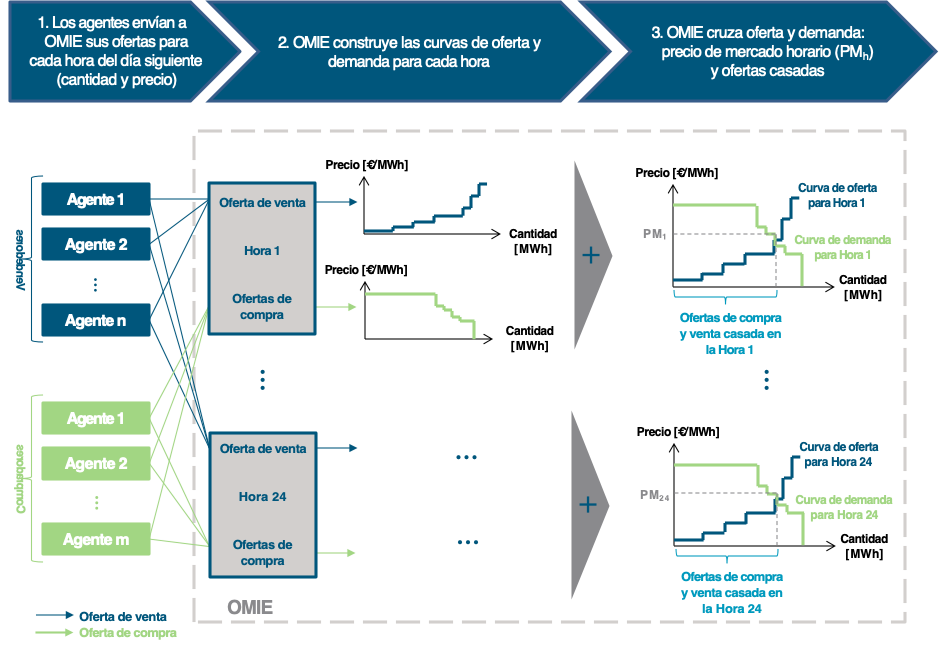 1. Los agentes envían a
OMIE sus ofertas para
cada hora del día siguiente
(cantidad y precio)
2. OMIE construye las curvas de oferta y
demanda para cada hora
3. OMIE cruza oferta y demanda:
precio de mercado horario (PMh)
y ofertas casadas
Vendedores
Agente 1
Agente 2
...
Agente n
Compradores
Agente 1
Agente 2
...
Agente m
Oferta de venta
Hora 1
Ofertas de
compra
Precio [€/MWh]
Cantidad
[MWh]
Precio [€/MWh]
Cantidad
[MWh]
+
Precio [€/MWh]
PM1
Curva de oferta
para Hora 1
Curva de demanda
para Hora 1
Cantidad
[MWh]
Ofertas de compra
y venta casada en
la Hora 1
Oferta de venta
Hora 24
Ofertas de
compra
...
...
+
Precio [€/MWh]
PM24
Curva de oferta
para Hora 24
Curva de demanda
para Hora 24
Cantidad
[MWh]
Ofertas de compra
y venta casada en
la Hora 24
OMIE
Oferta de venta
Oferta de compra